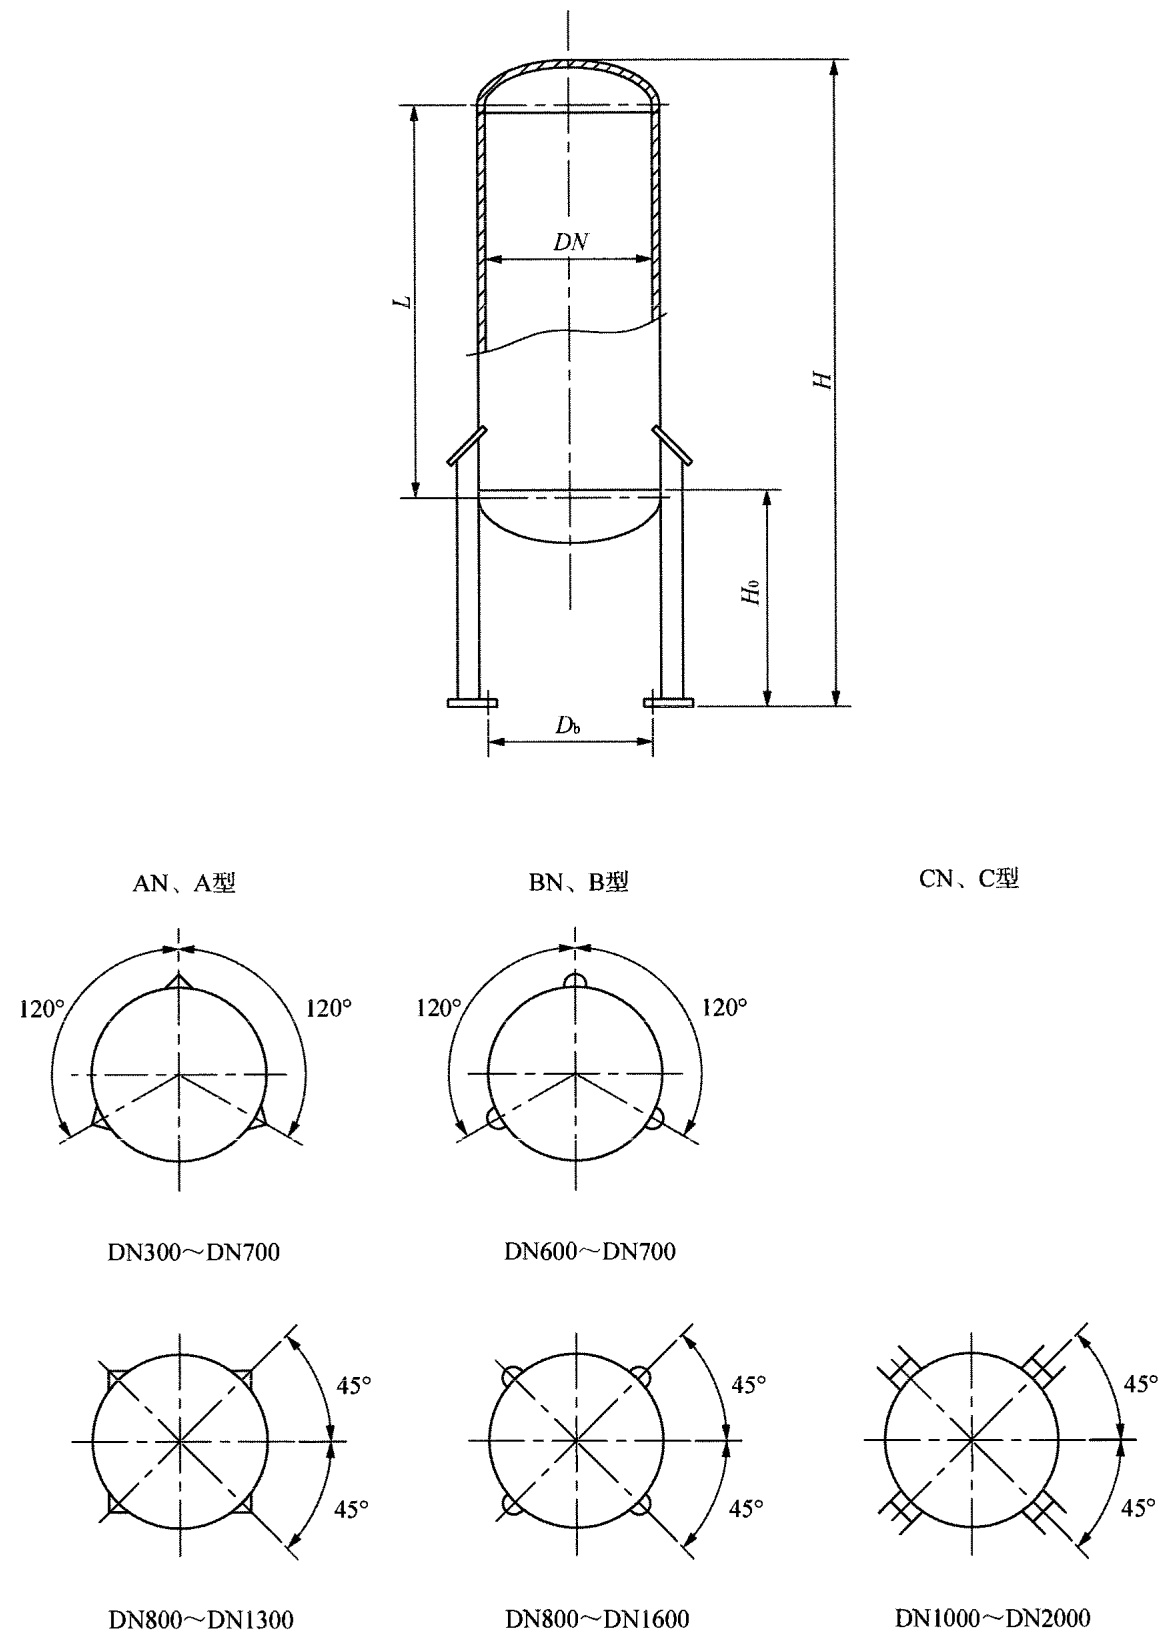 DN
L
H
H₀
D_b
AN、A型 BN、B型 CN、C型
120° 120° 120° 120°
DN300～DN700 DN600～DN700
45° 45° 45°
45° 45° 45°
DN800～DN1300 DN800～DN1600 DN1000～DN2000